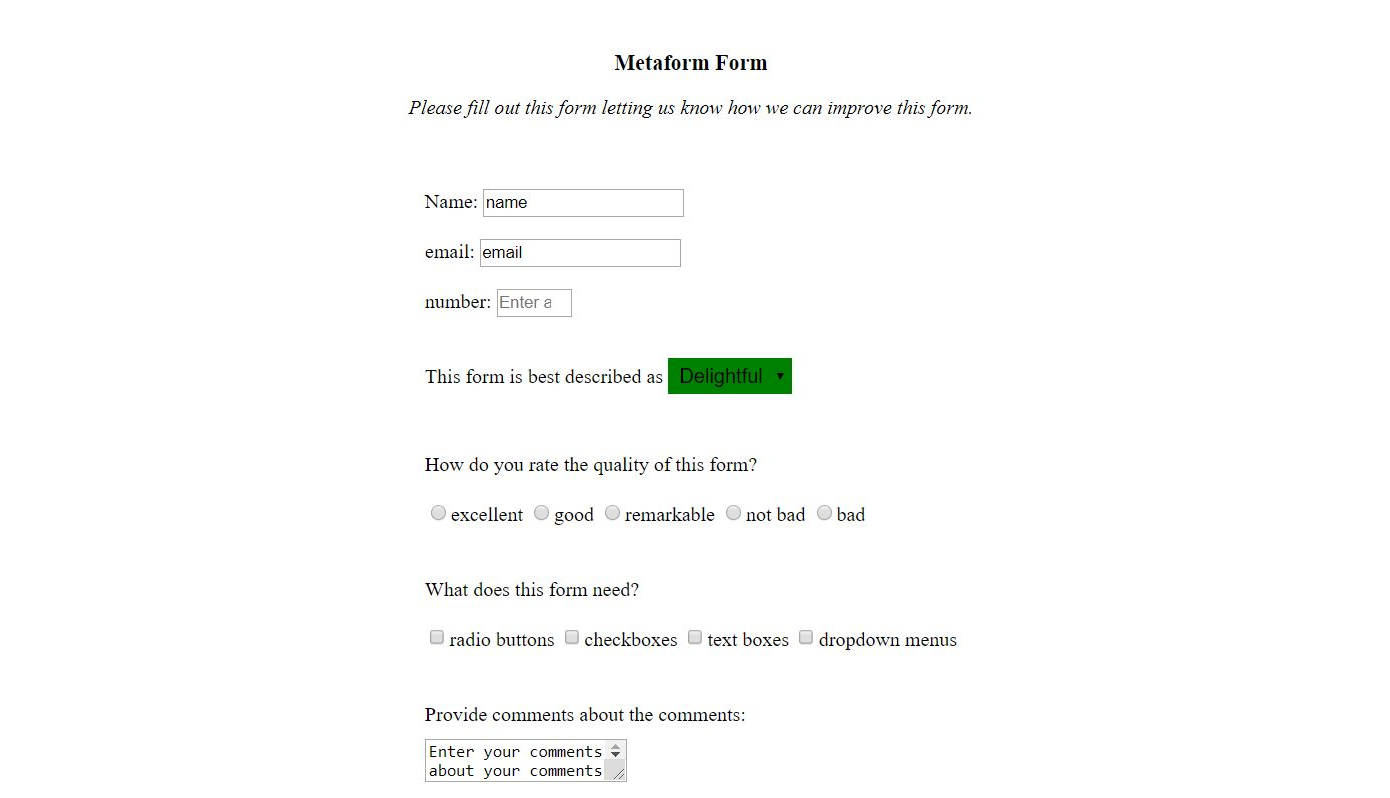 Metaform Form
Please fill out this form letting us know how we can improve this form.
Name: name
email: email
number: Enter a
This form is best described as Delightful
How do you rate the quality of this form?
excellent good remarkable not bad bad
What does this form need?
radio buttons checkboxes text boxes dropdown menus
Provide comments about the comments:
Enter your comments
about your comments